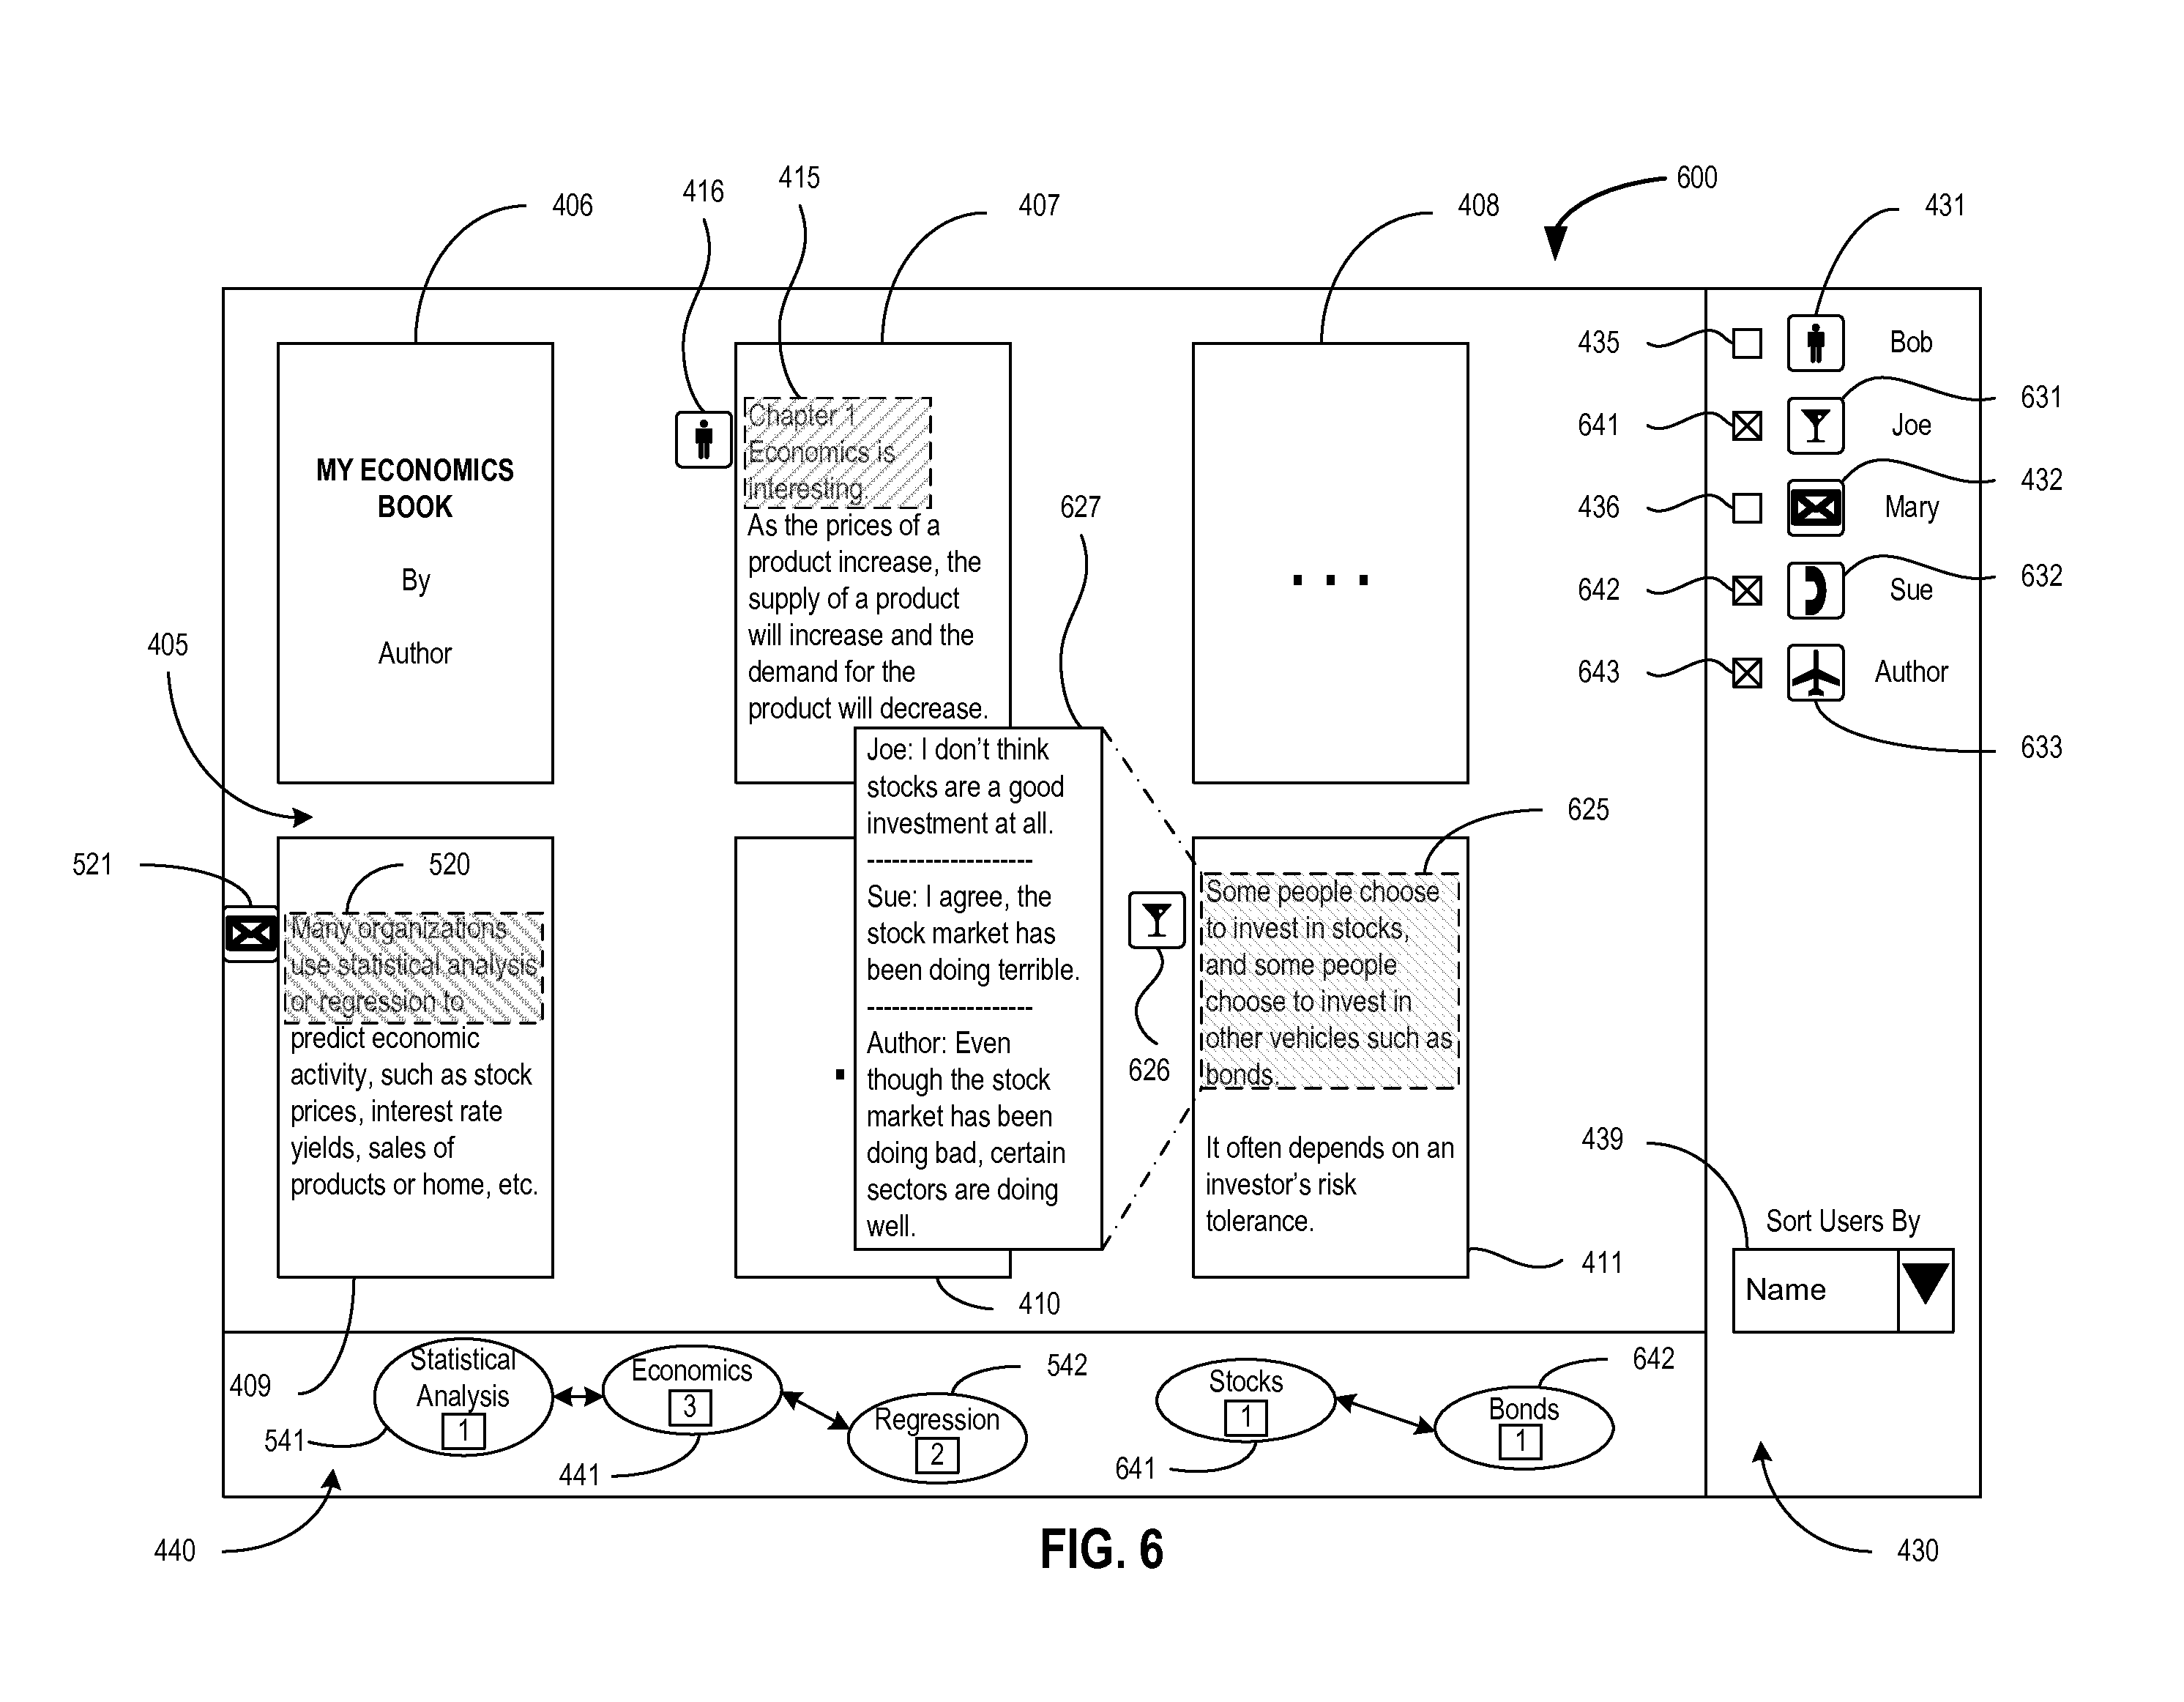 600
406
416
415
407
408
431
435
Bob
641
Joe
631
436
Mary
432
642
Sue
632
643
Author
633
405
MY ECONOMICS
BOOK
By
Author
Chapter 1
Economics is
interesting.
As the prices of a
product increase, the
supply of a product
will increase and the
demand for the
product will decrease.
. . .
627
Joe: I don't think
stocks are a good
investment at all.
--------------------
Sue: I agree, the
stock market has
been doing terrible.
--------------------
Author: Even
though the stock
market has been
doing bad, certain
sectors are doing
well.
521
520
Many organizations
use statistical analysis
or regression to
predict economic
activity, such as stock
prices, interest rate
yields, sales of
products or home, etc.
409
.
410
626
625
Some people choose
to invest in stocks,
and some people
choose to invest in
other vehicles such as
bonds.
It often depends on an
investor's risk
tolerance.
411
439
Sort Users By
Name
430
Statistical
Analysis
1
541
Economics
3
441
Regression
2
542
Stocks
1
641
Bonds
1
642
440
FIG. 6